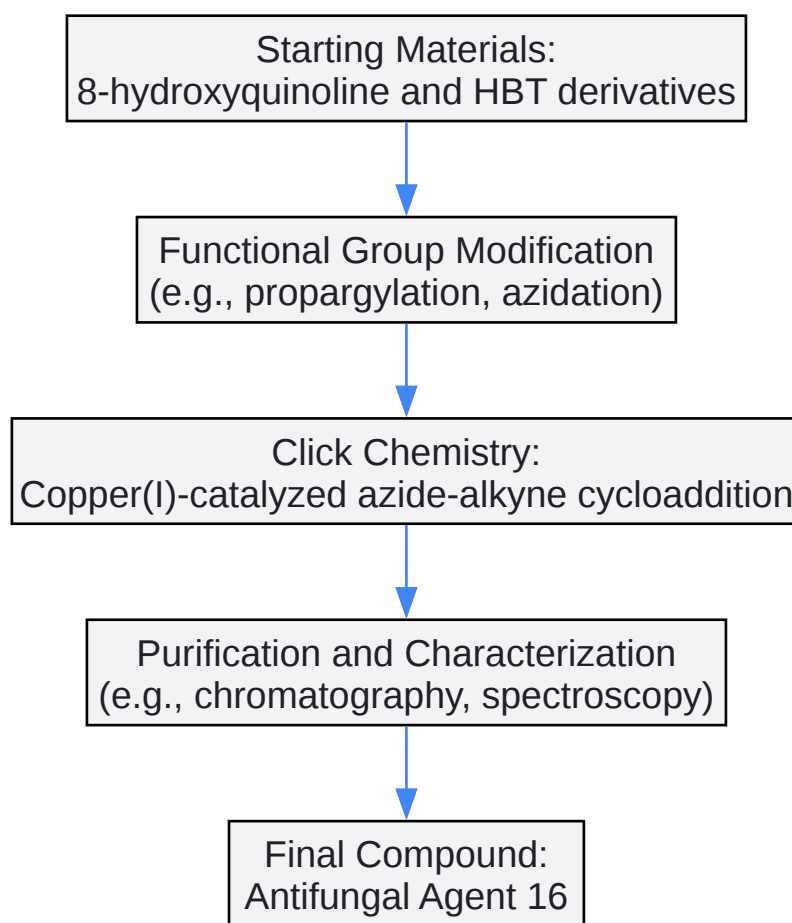 Starting Materials:
8-hydroxyquinoline and HBT derivatives
Functional Group Modification
(e.g., propargylation, azidation)
Click Chemistry:
Copper(I)-catalyzed azide-alkyne cycloaddition
Purification and Characterization
(e.g., chromatography, spectroscopy)
Final Compound:
Antifungal Agent 16